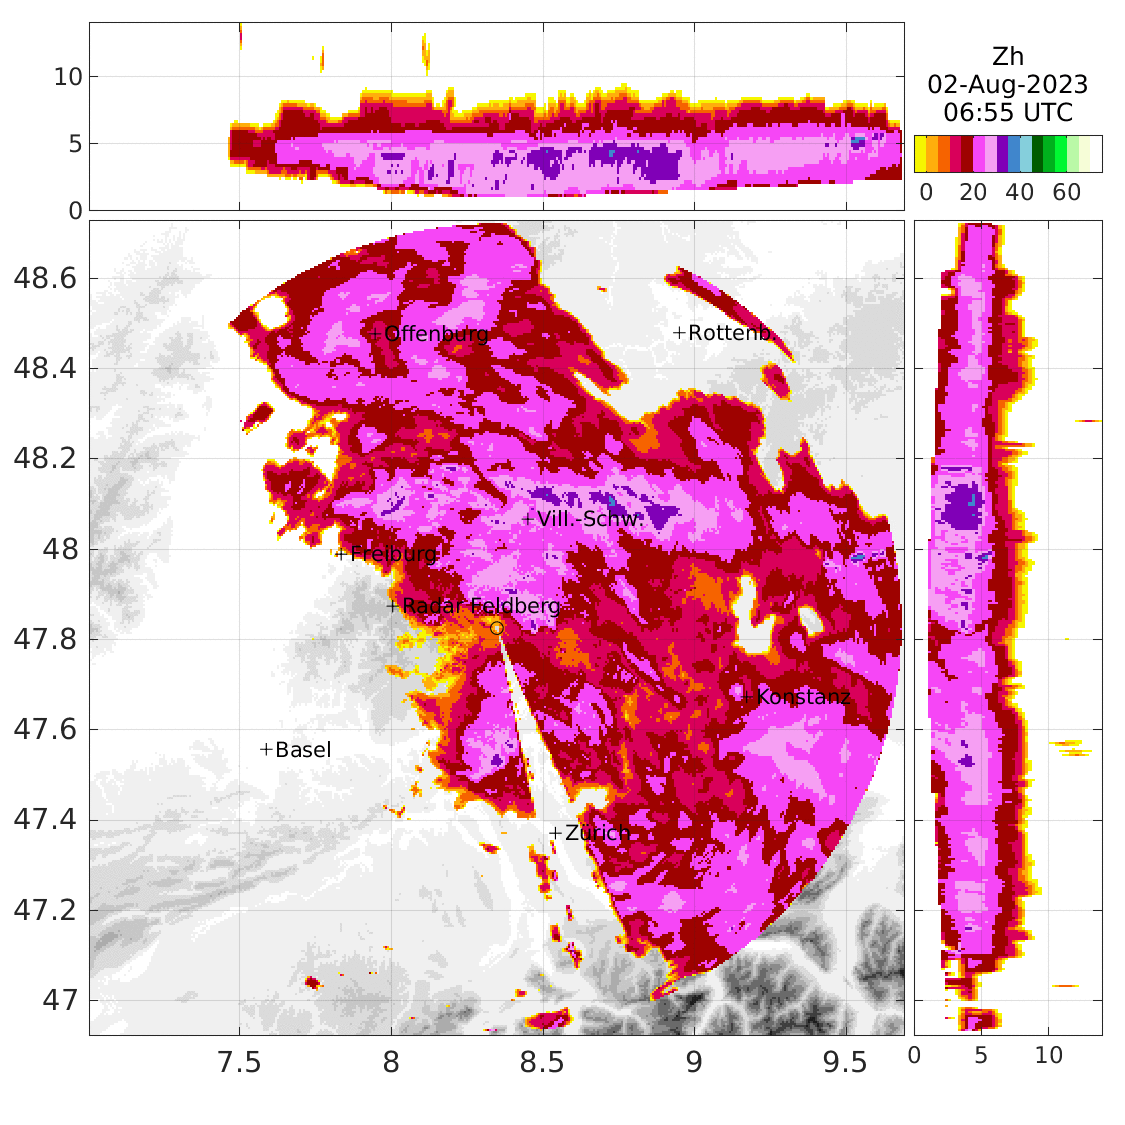 10
5
0
Zh
02-Aug-2023
06:55 UTC
0 20 40 60
48.6
48.4
48.2
48
47.8
47.6
47.4
47.2
47
+Offenburg
+Rottenb.
+Vill.-Schw.
+Freiburg
+Radar Feldberg
+Konstanz
+Basel
+Zürich
7.5 8 8.5 9 9.5
0 5 10